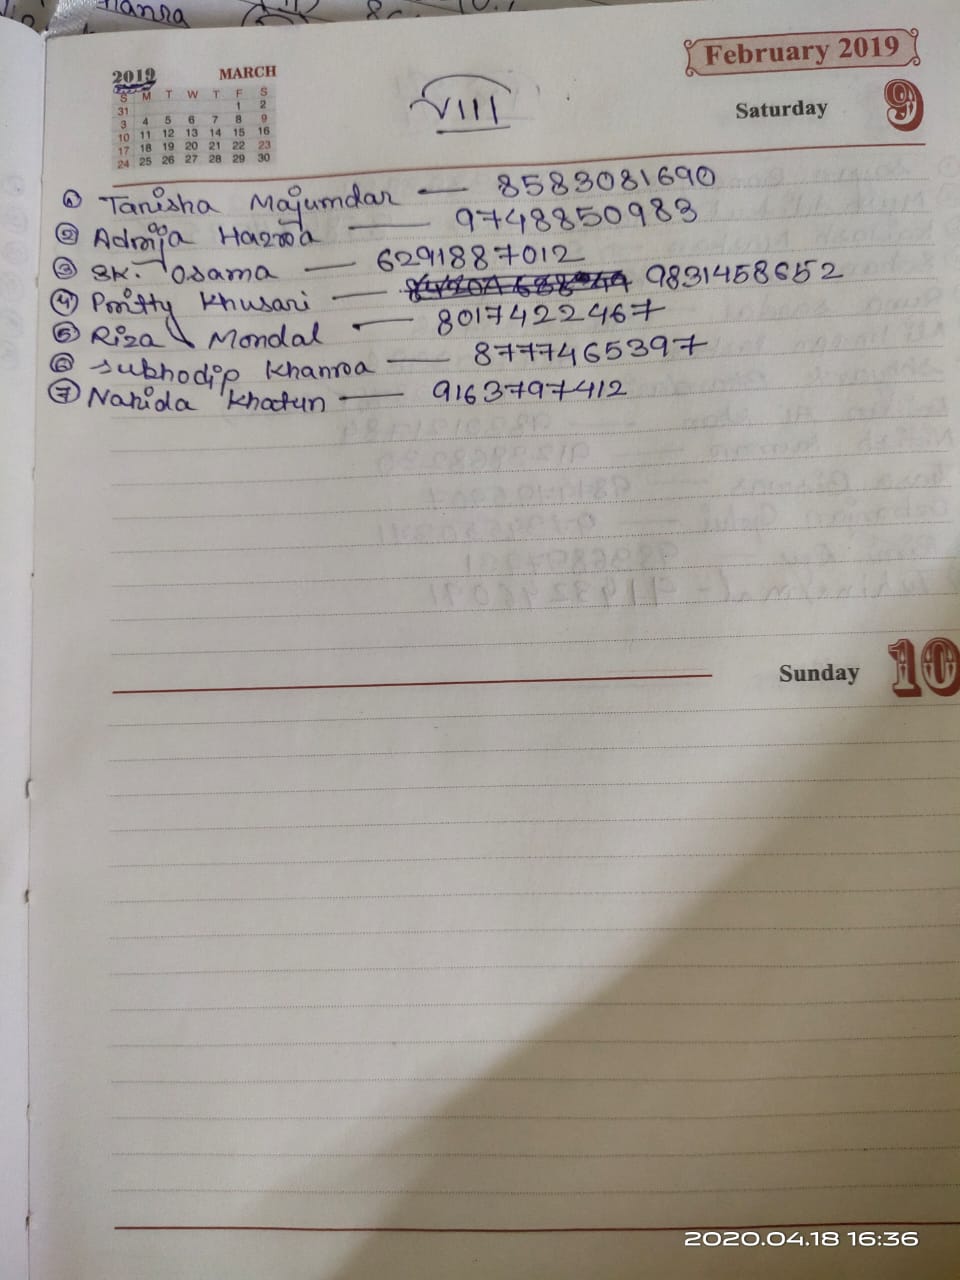 February 2019
2019 MARCH
S M T W T F S
31 1 2
3 4 5 6 7 8 9
10 11 12 13 14 15 16
17 18 19 20 21 22 23
24 25 26 27 28 29 30
VIII
Saturday 9
① Tanisha Majumdar — 8583081690
② Adrija Hazra — 9748850983
③ SK. Osama — 6291887012
④ Pritty Khusari — 9831458652
⑤ Riza Mondal — 8017422467
⑥ Subhodip Khanra — 8777465397
⑦ Nahida Khatun — 9163797412
Sunday 10
2020.04.18 16:36